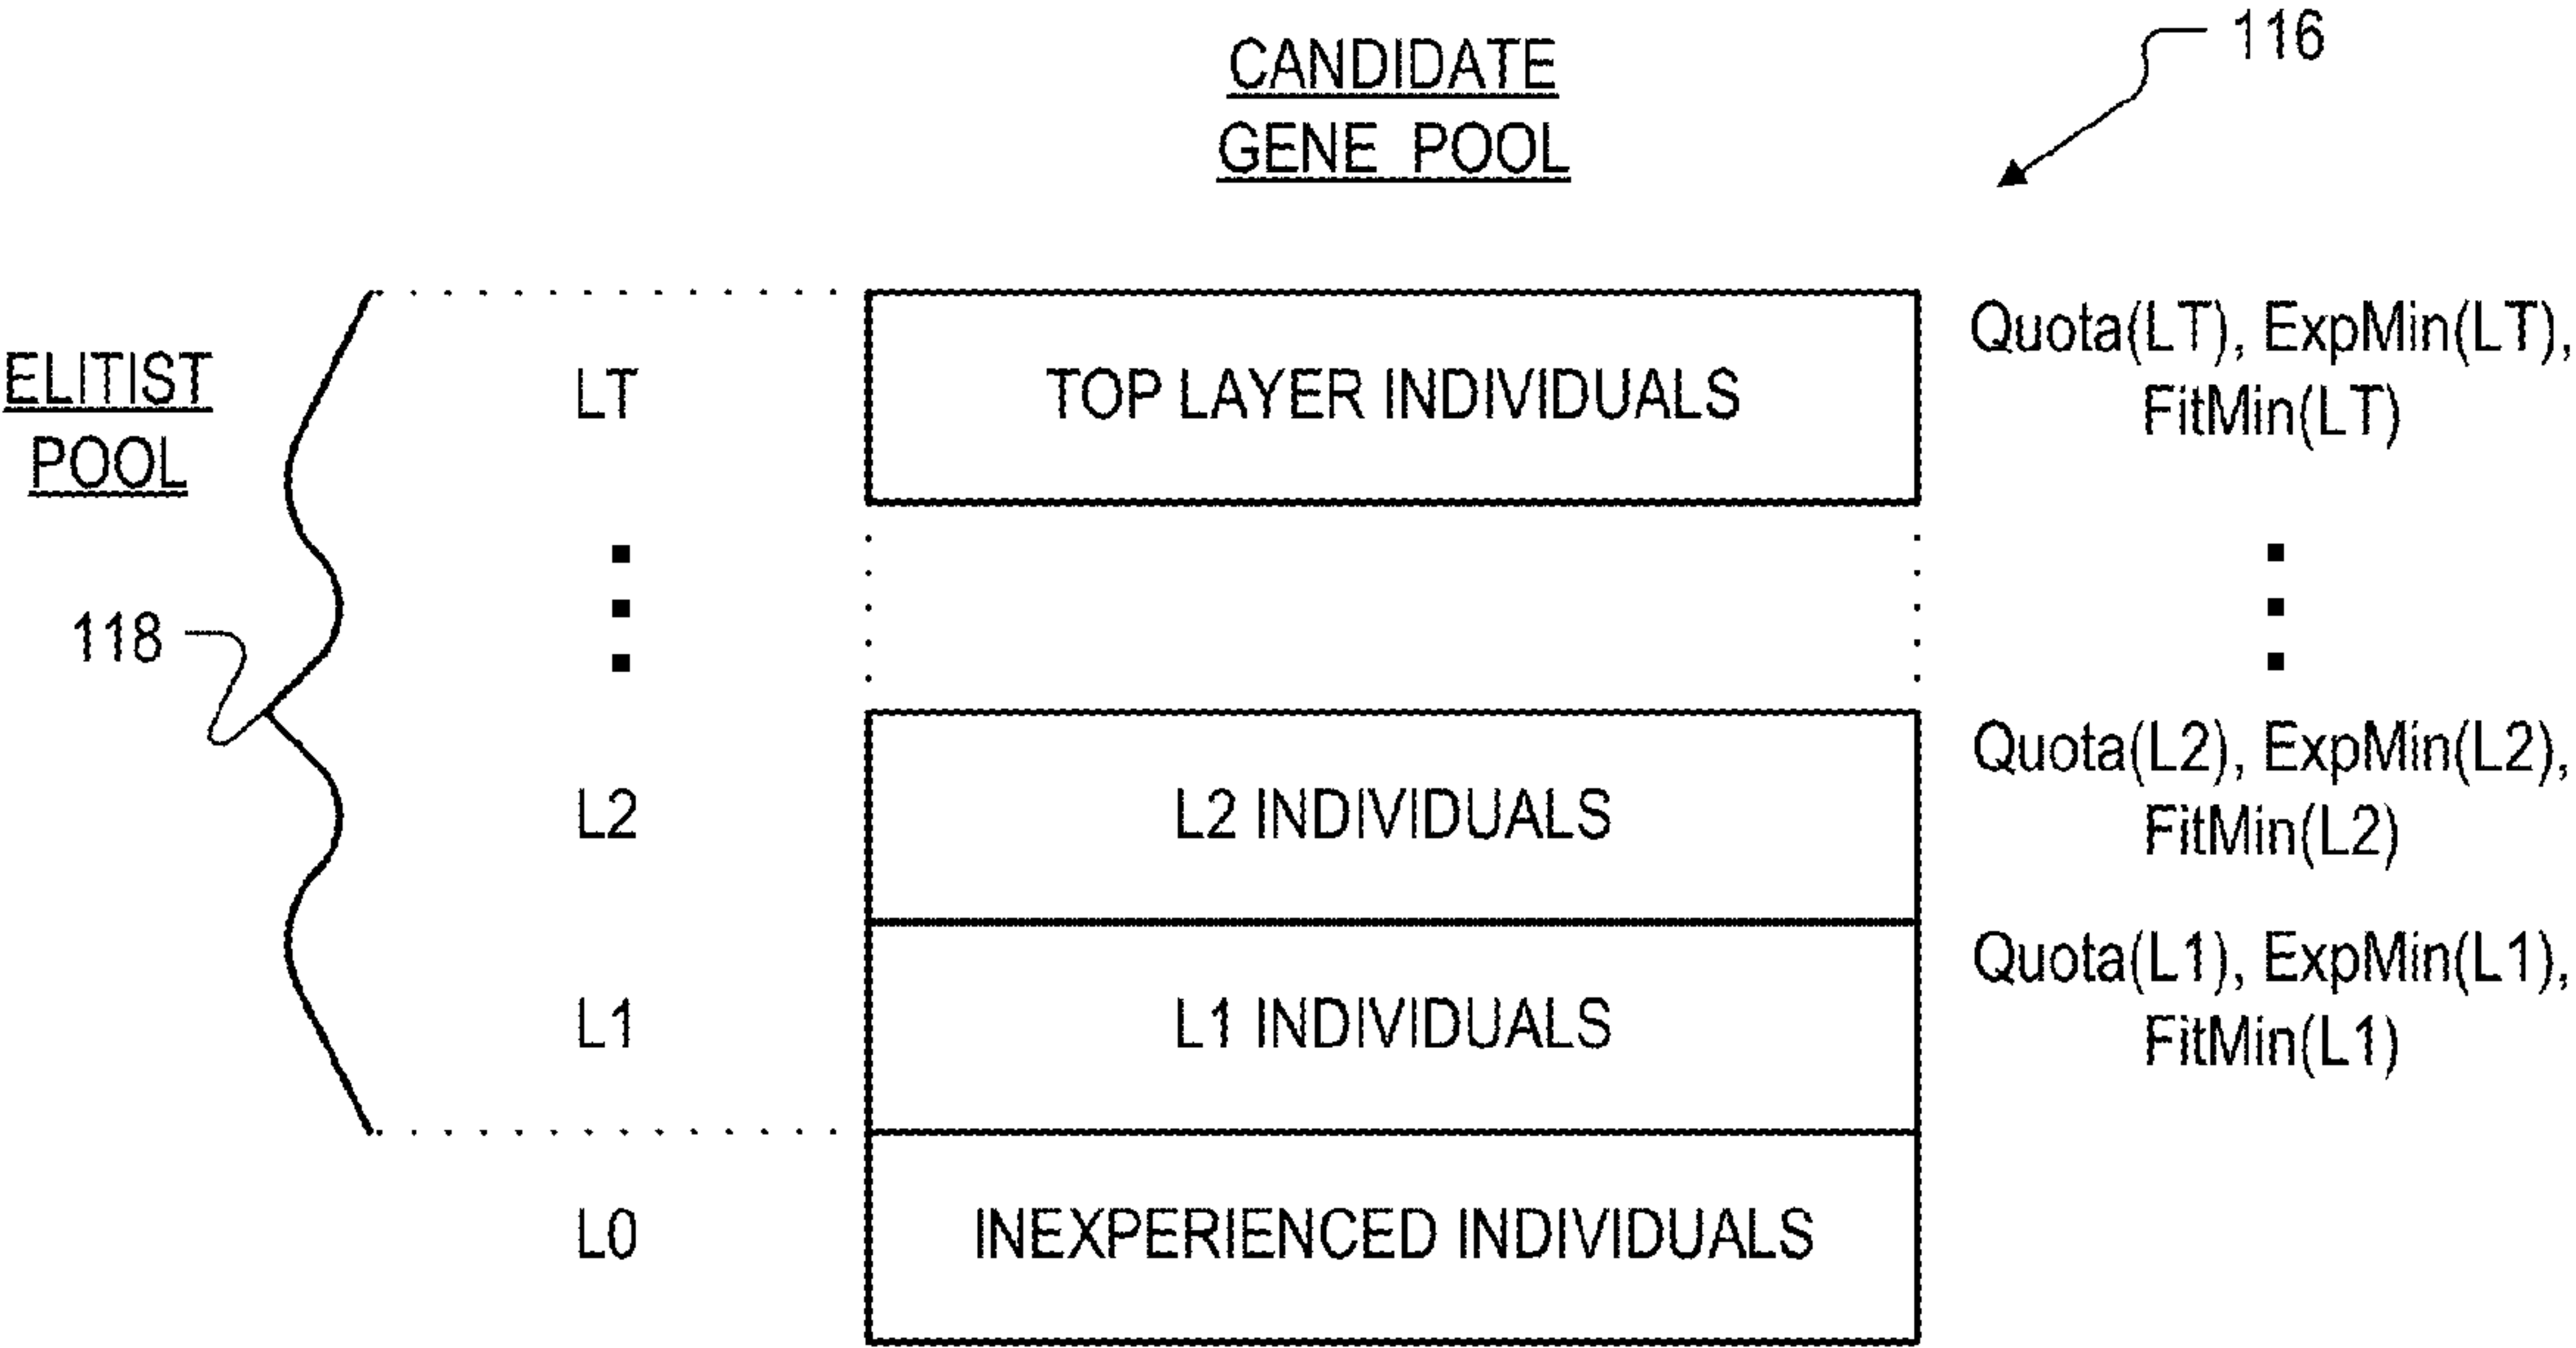 116
CANDIDATE
GENE POOL
ELITIST
POOL
LT
TOP LAYER INDIVIDUALS
Quota(LT), ExpMin(LT),
FitMin(LT)
118
L2
L2 INDIVIDUALS
Quota(L2), ExpMin(L2),
FitMin(L2)
L1
L1 INDIVIDUALS
Quota(L1), ExpMin(L1),
FitMin(L1)
L0
INEXPERIENCED INDIVIDUALS